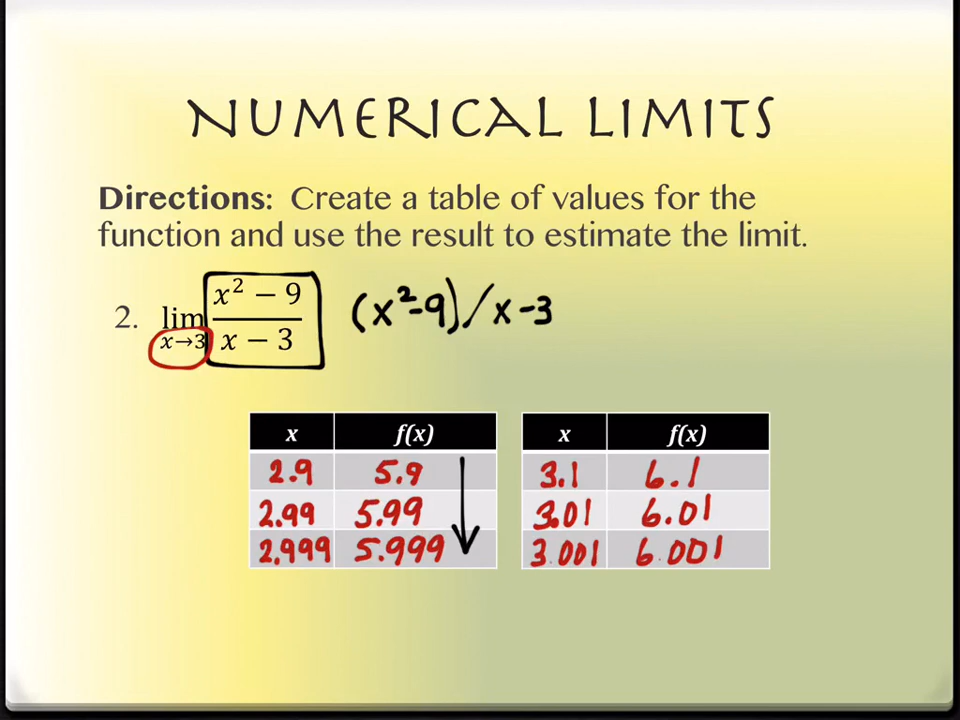 NUMERICAL LIMITS
Directions: Create a table of values for the
function and use the result to estimate the limit.
2. lim x→3 x² − 9 / x − 3 (x²-9)/x-3
x f(x) x f(x)
2.9 5.9 3.1 6.1
2.99 5.99 3.01 6.01
2.999 5.999 3.001 6.001